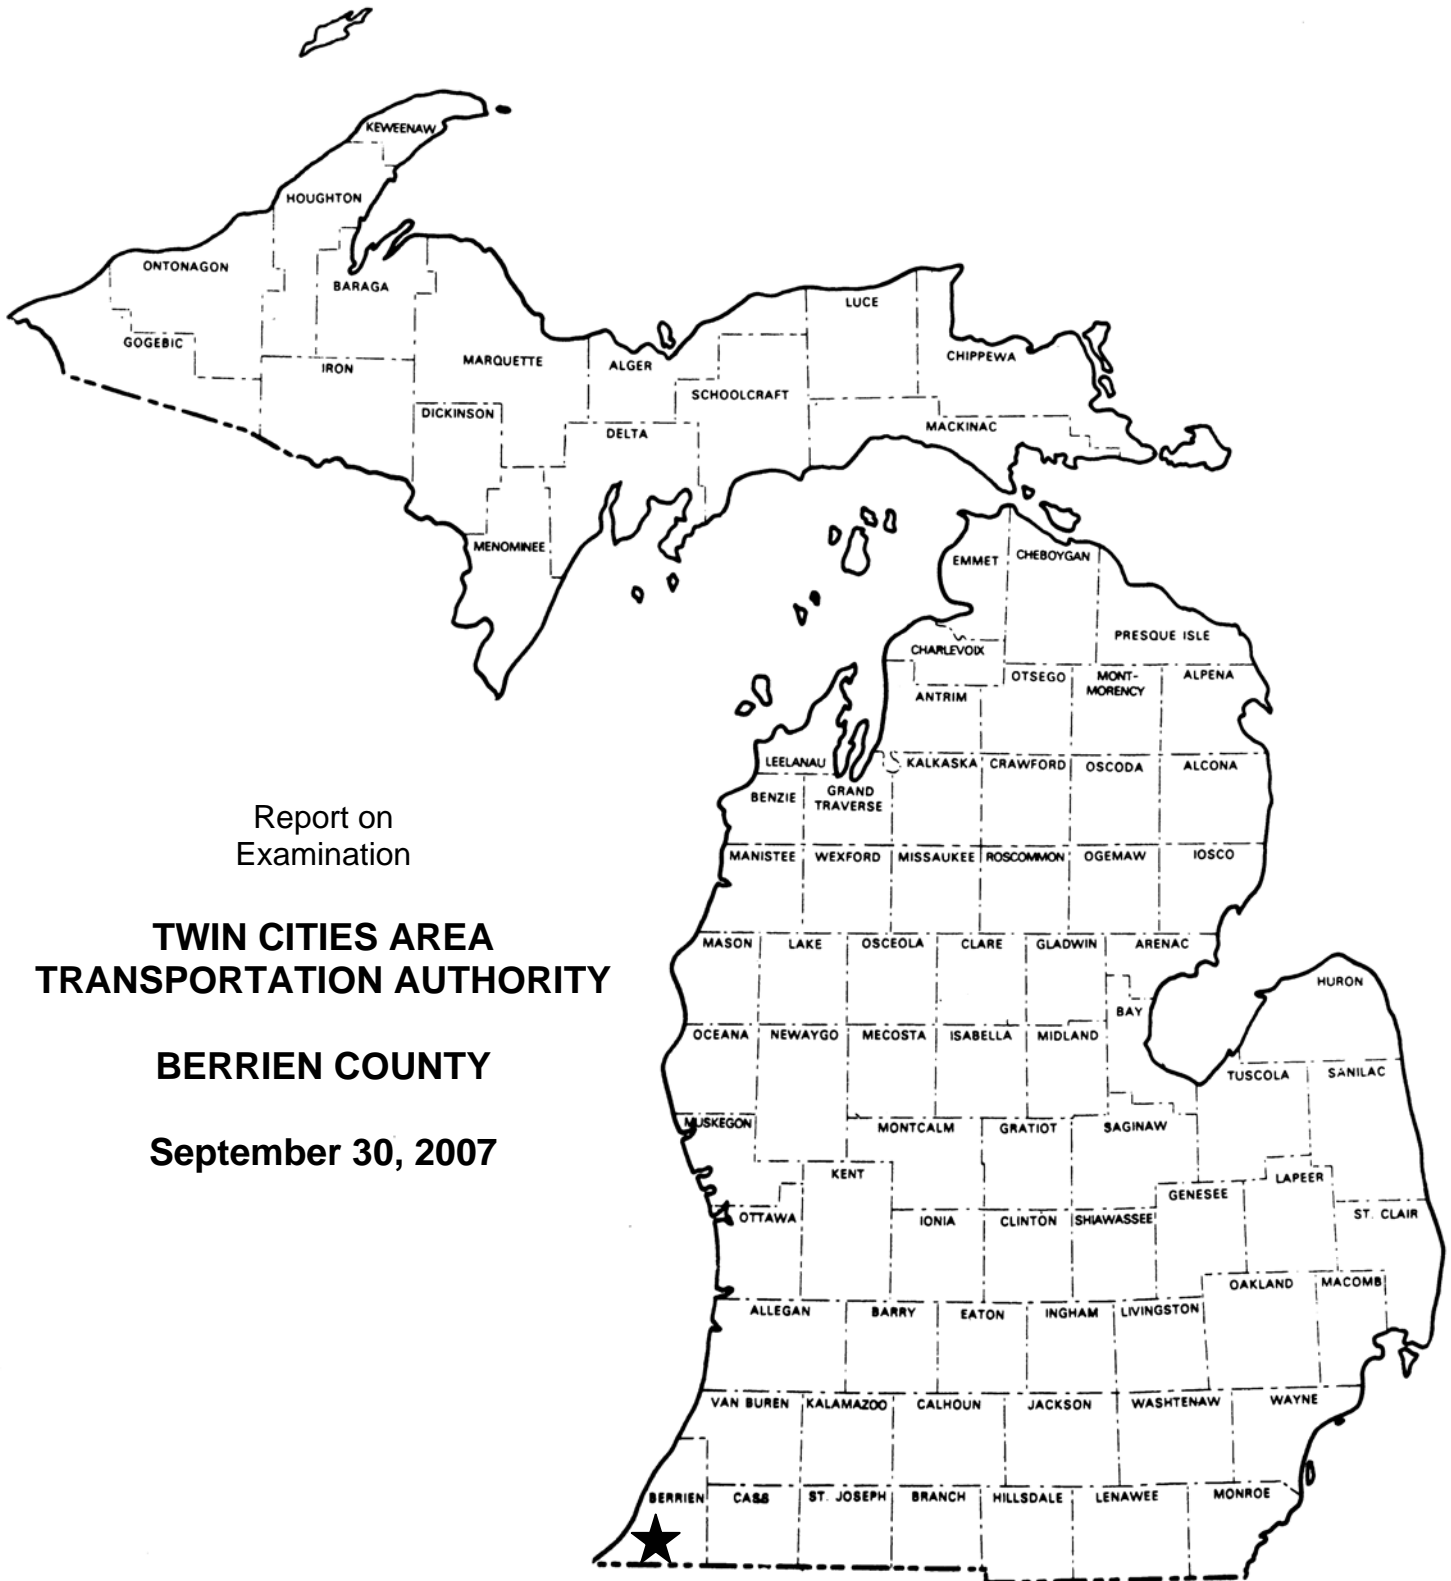 KEWEENAW
HOUGHTON
ONTONAGON
BARAGA
LUCE
GOGEBIC
IRON
MARQUETTE
ALGER
CHIPPEWA
SCHOOLCRAFT
DICKINSON
DELTA
MACKINAC
MENOMINEE
EMMET
CHEBOYGAN
PRESQUE ISLE
CHARLEVOIX
OTSEGO
MONT-
MORENCY
ALPENA
ANTRIM
LEELANAU
KALKASKA
CRAWFORD
OSCODA
ALCONA
BENZIE
GRAND
TRAVERSE
Report on
Examination
MANISTEE
WEXFORD
MISSAUKEE
ROSCOMMON
OGEMAW
IOSCO
TWIN CITIES AREA
TRANSPORTATION AUTHORITY
MASON
LAKE
OSCEOLA
CLARE
GLADWIN
ARENAC
HURON
BAY
OCEANA
NEWAYGO
MECOSTA
ISABELLA
MIDLAND
BERRIEN COUNTY
TUSCOLA
SANILAC
MUSKEGON
MONTCALM
GRATIOT
SAGINAW
September 30, 2007
KENT
GENESEE
LAPEER
OTTAWA
IONIA
CLINTON
SHIAWASSEE
ST. CLAIR
OAKLAND
MACOMB
ALLEGAN
BARRY
EATON
INGHAM
LIVINGSTON
VAN BUREN
KALAMAZOO
CALHOUN
JACKSON
WASHTENAW
WAYNE
BERRIEN
CASS
ST. JOSEPH
BRANCH
HILLSDALE
LENAWEE
MONROE